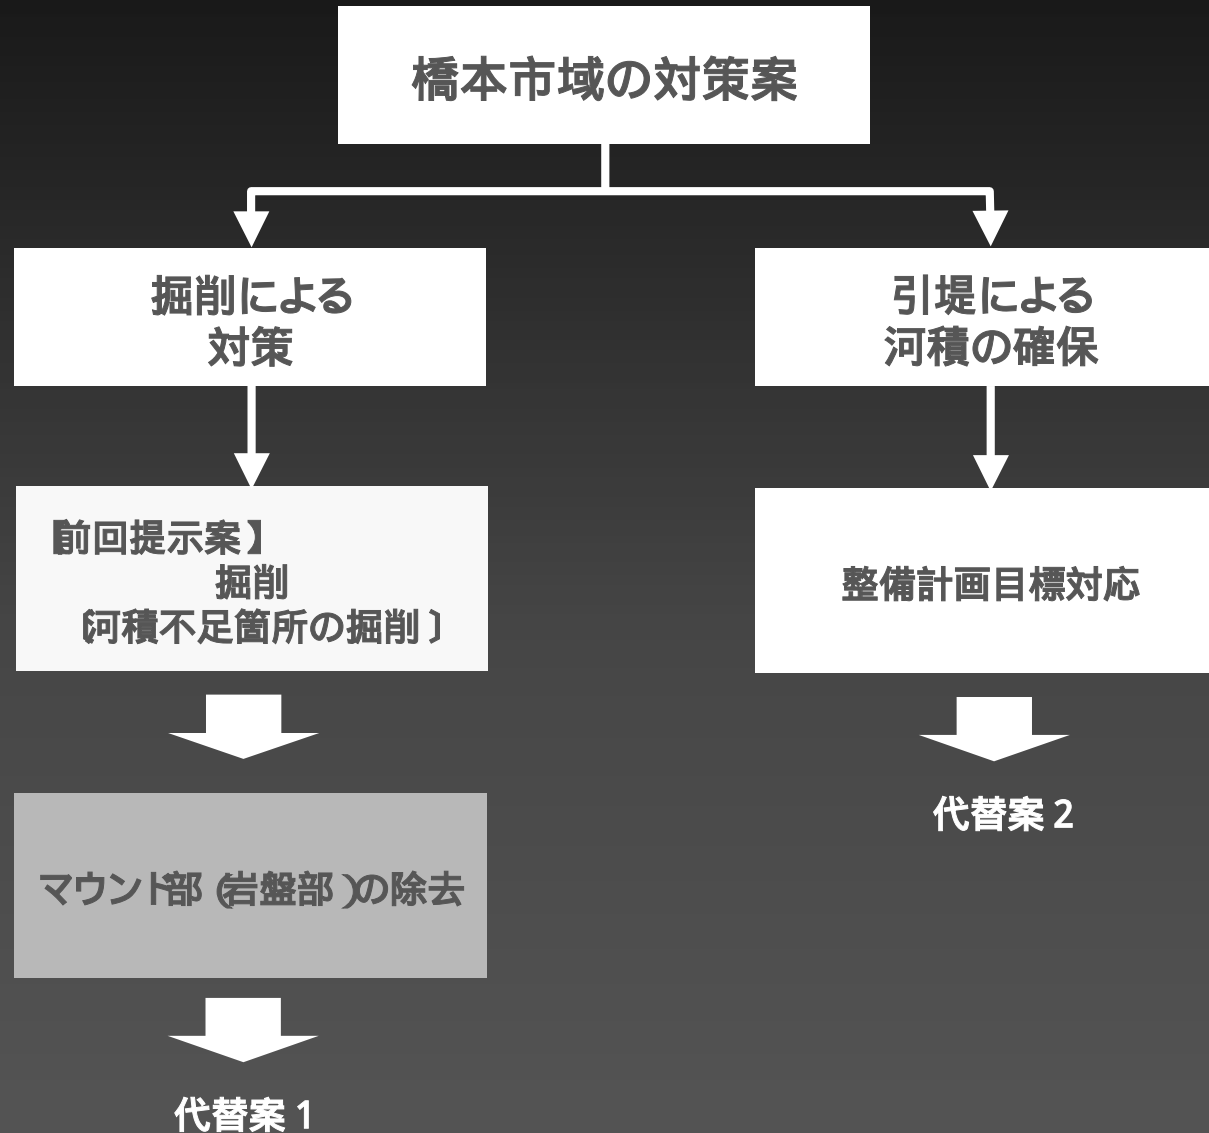 橋本市域の対策案
掘削による
対策
引堤による
河積の確保
【前回提示案】
掘削
〔河積不足箇所の掘削〕
整備計画目標対応
マウンド部(岩盤部)の除去
代替案2
代替案1